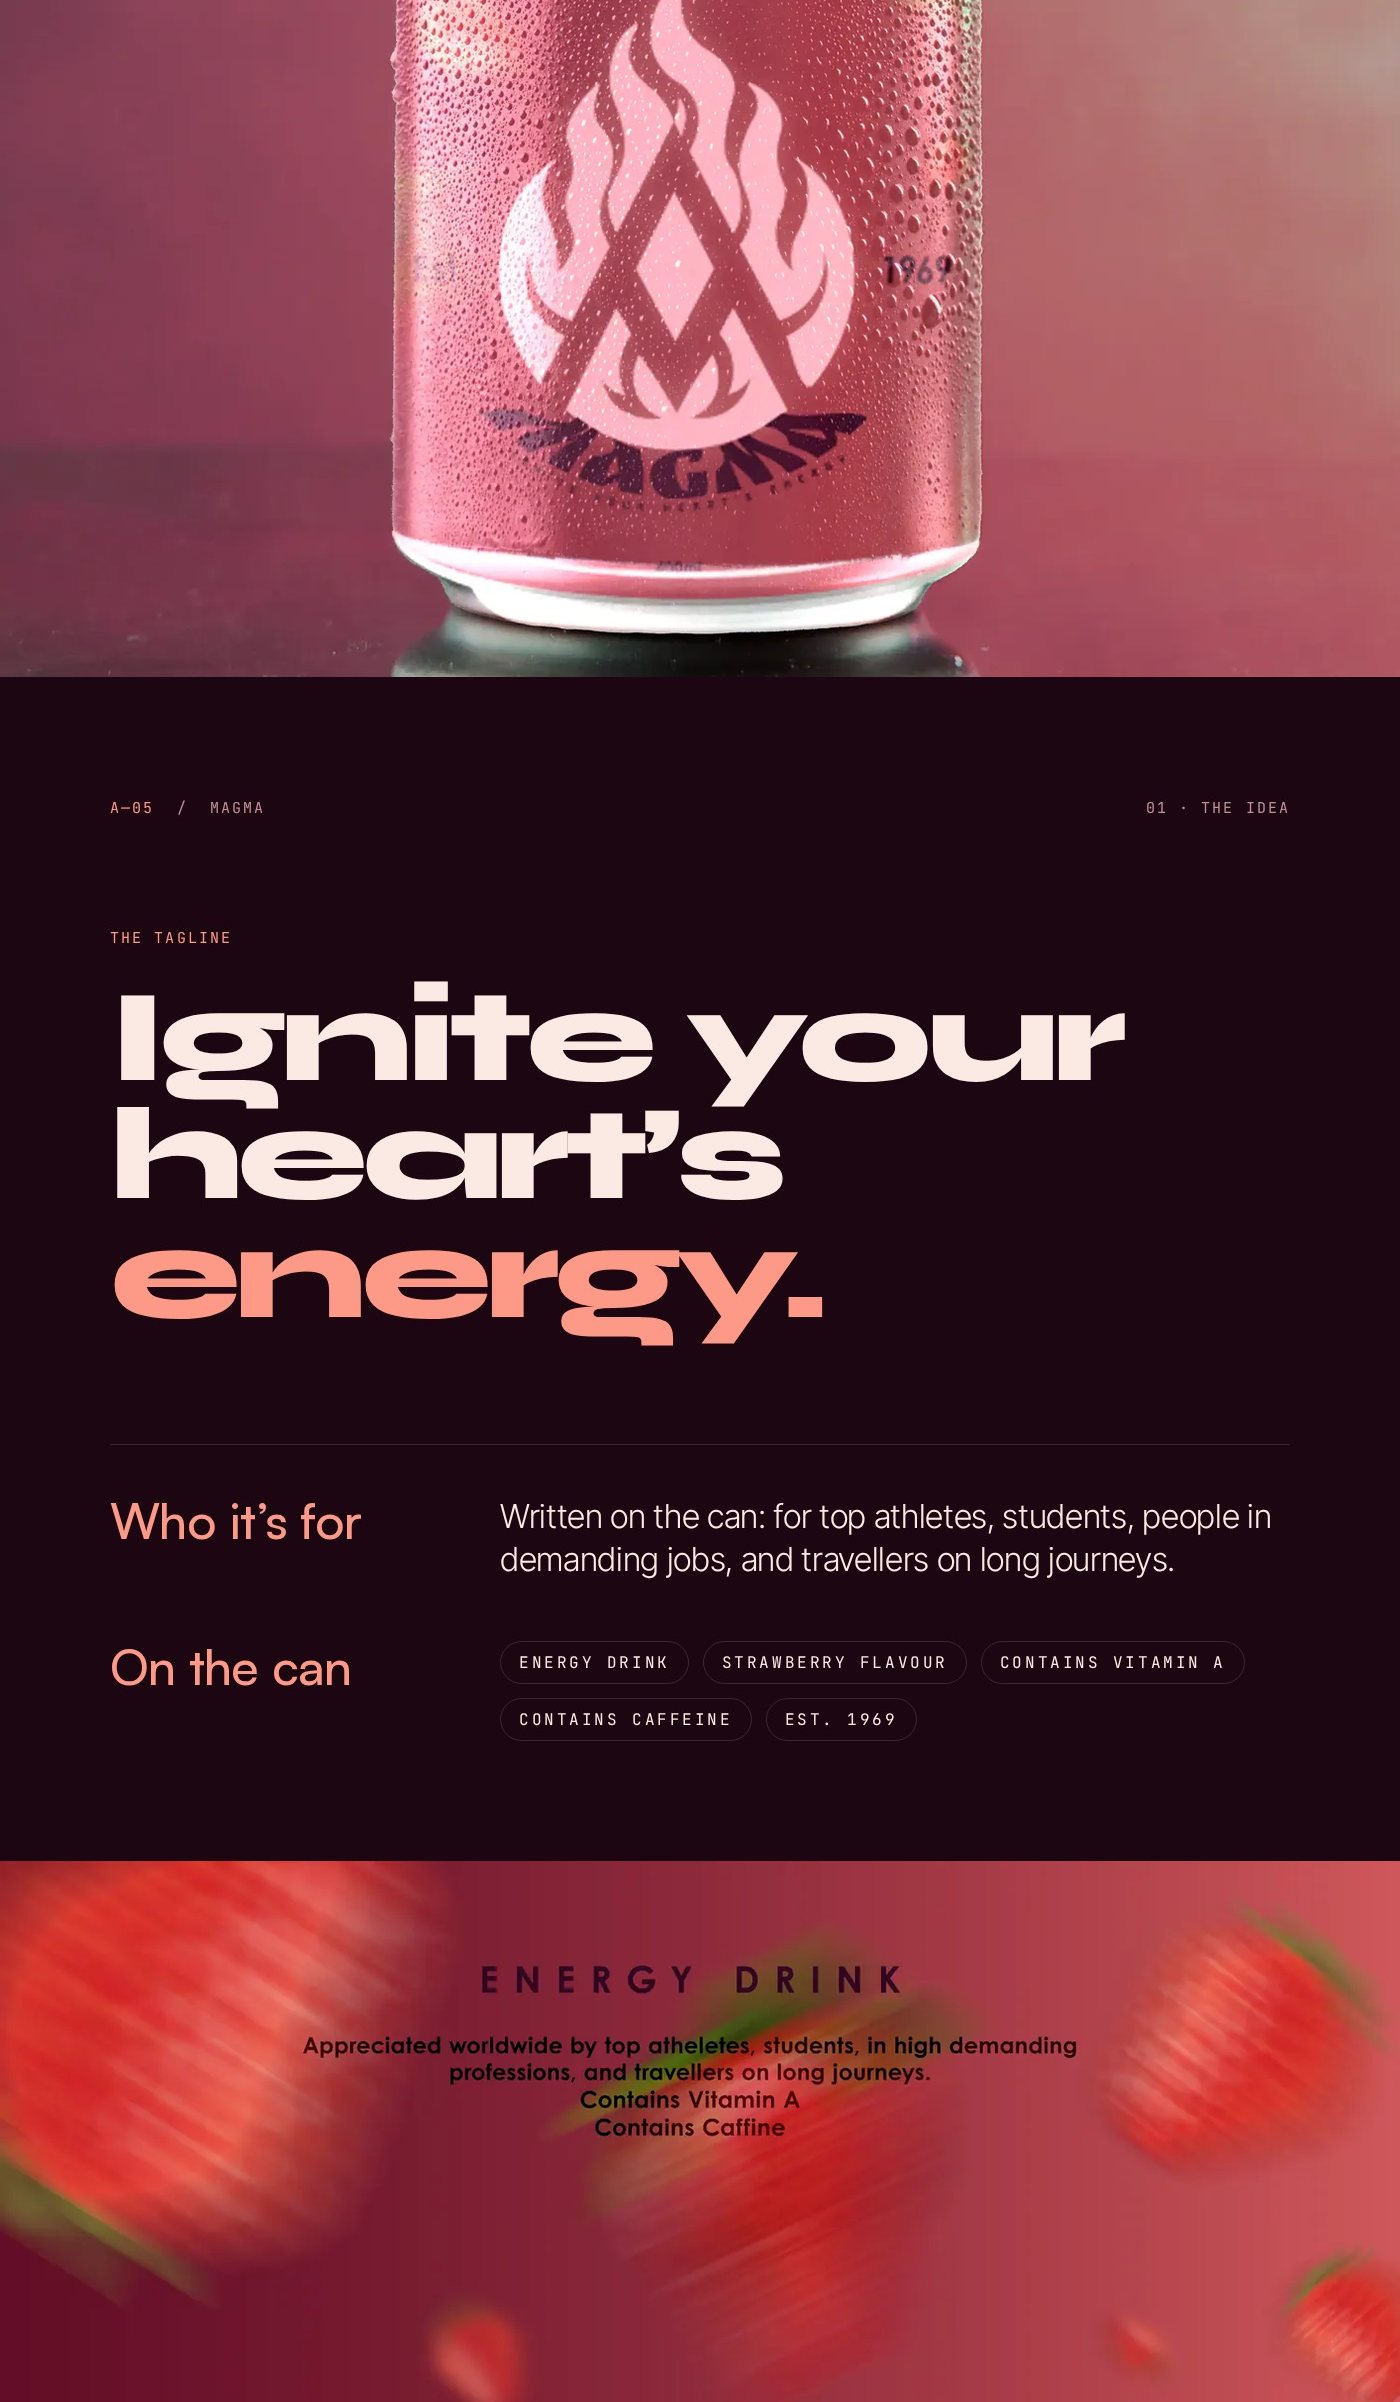 1969
MAGMA
400ml
A—05 / MAGMA
01 · THE IDEA
THE TAGLINE
Ignite your
heart’s
energy.
Who it’s for
Written on the can: for top athletes, students, people in
demanding jobs, and travellers on long journeys.
On the can
ENERGY DRINK
STRAWBERRY FLAVOUR
CONTAINS VITAMIN A
CONTAINS CAFFEINE
EST. 1969
ENERGY DRINK
Appreciated worldwide by top atheletes, students, in high demanding
professions, and travellers on long journeys.
Contains Vitamin A
Contains Caffine